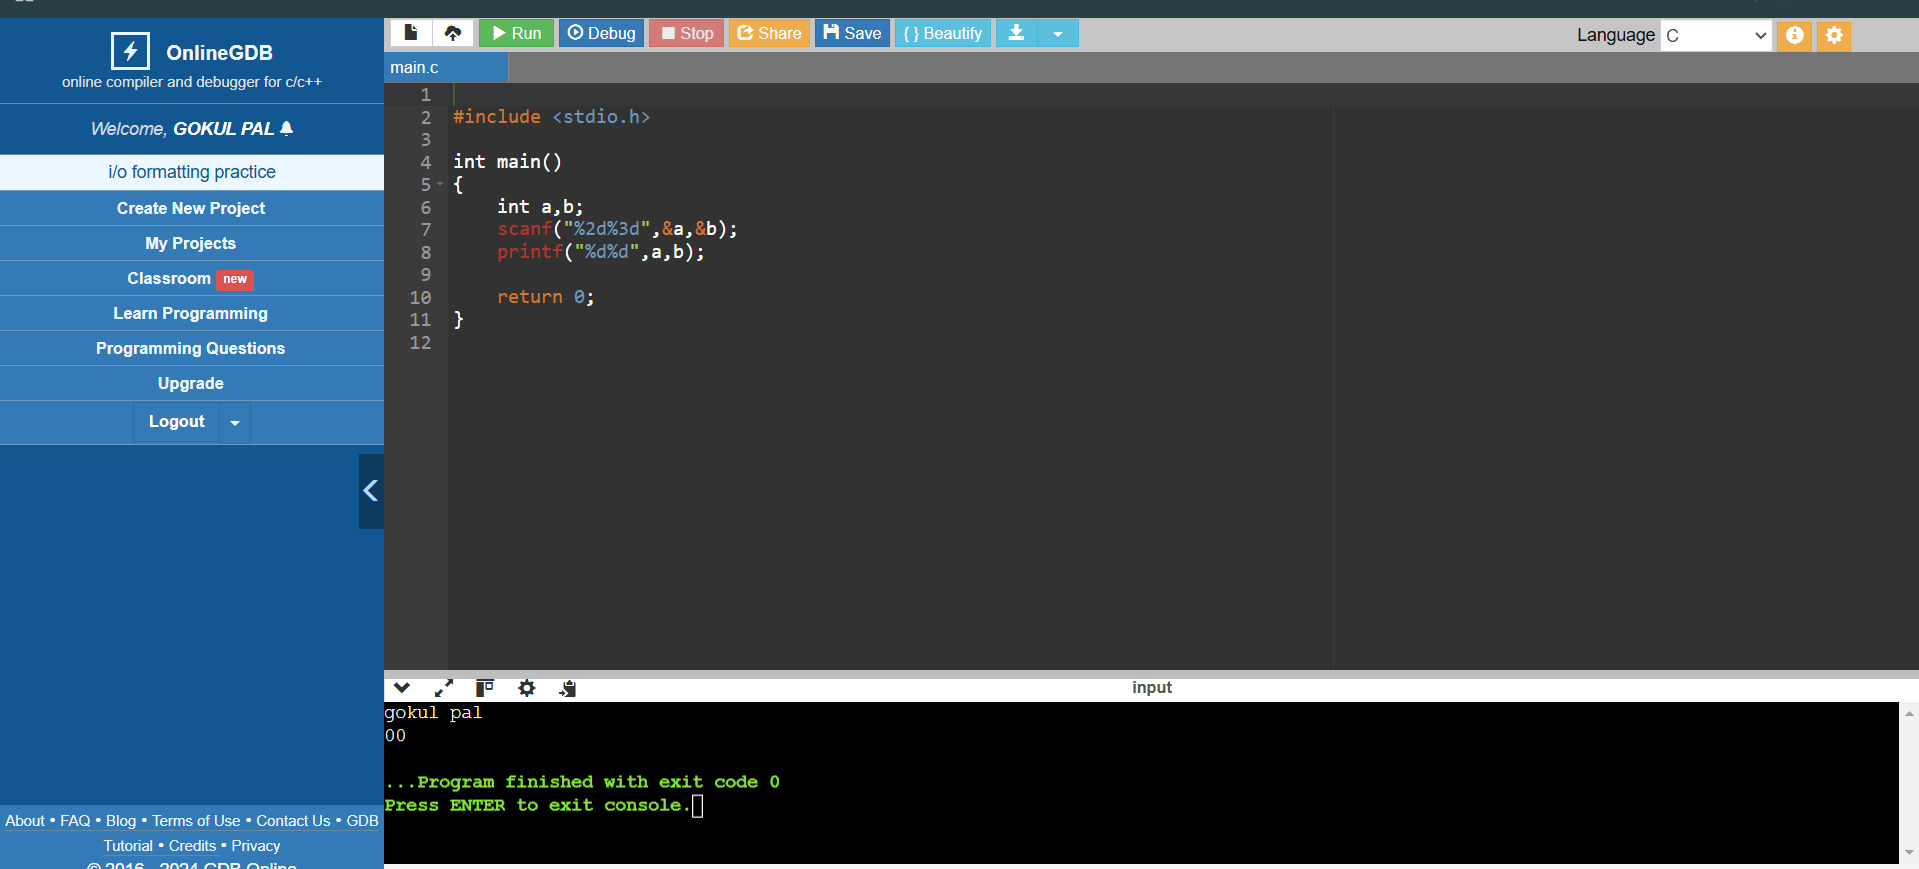 OnlineGDB
online compiler and debugger for c/c++
Welcome, GOKUL PAL
i/o formatting practice
Create New Project
My Projects
Classroom new
Learn Programming
Programming Questions
Upgrade
Logout
About • FAQ • Blog • Terms of Use • Contact Us • GDB
Tutorial • Credits • Privacy
© 2016 - 2024 GDB Online
Run Debug Stop Share Save { } Beautify
Language C
main.c
1
2 #include <stdio.h>
3
4 int main()
5 {
6 int a,b;
7 scanf("%2d%3d",&a,&b);
8 printf("%d%d",a,b);
9
10 return 0;
11 }
12
input
gokul pal
00
...Program finished with exit code 0
Press ENTER to exit console.